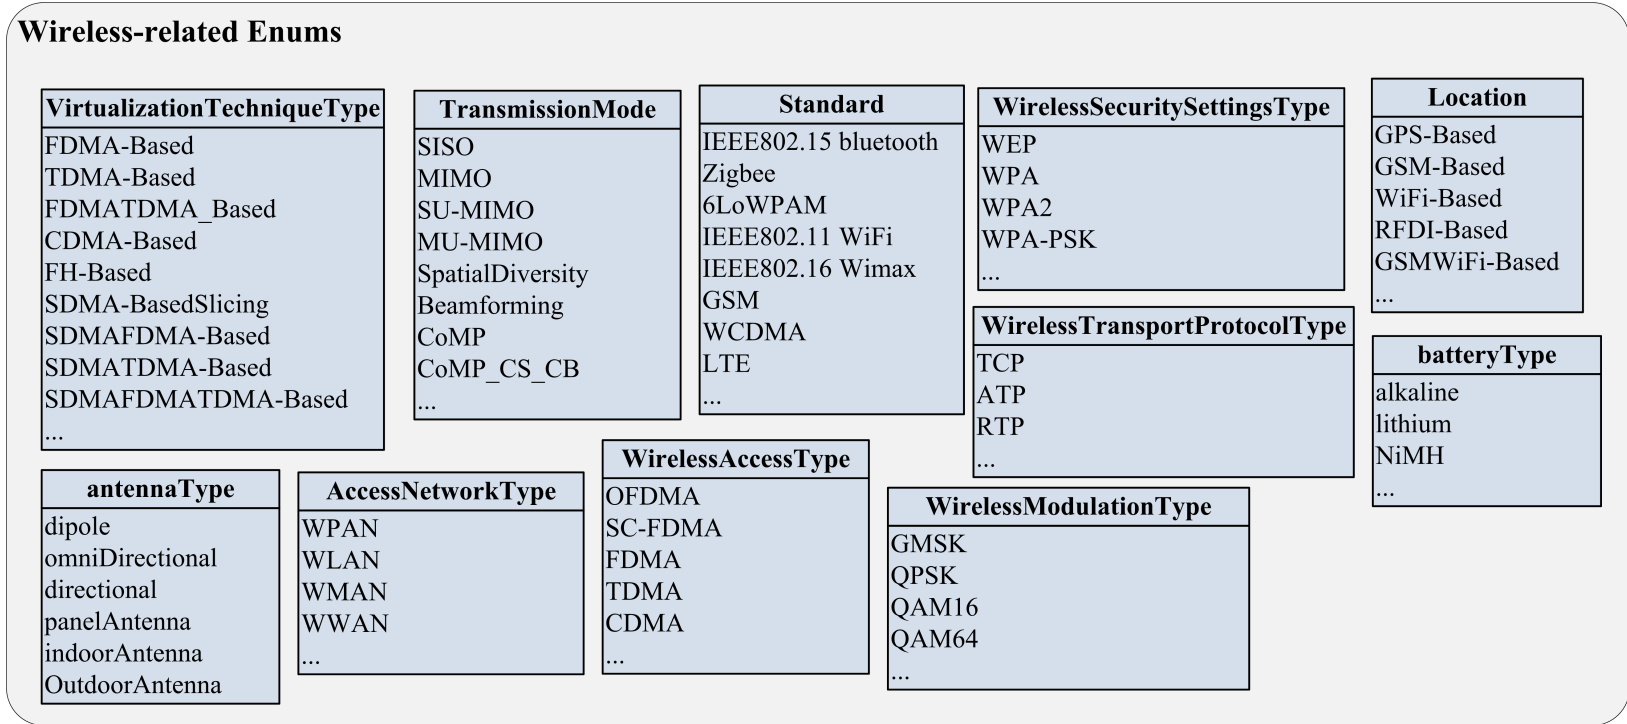 Wireless-related Enums
VirtualizationTechniqueType
FDMA-Based
TDMA-Based
FDMATDMA_Based
CDMA-Based
FH-Based
SDMA-BasedSlicing
SDMAFDMA-Based
SDMATDMA-Based
SDMAFDMATDMA-Based
...
TransmissionMode
SISO
MIMO
SU-MIMO
MU-MIMO
SpatialDiversity
Beamforming
CoMP
CoMP_CS_CB
...
Standard
IEEE802.15 bluetooth
Zigbee
6LoWPAM
IEEE802.11 WiFi
IEEE802.16 Wimax
GSM
WCDMA
LTE
...
WirelessSecuritySettingsType
WEP
WPA
WPA2
WPA-PSK
...
Location
GPS-Based
GSM-Based
WiFi-Based
RFDI-Based
GSMWiFi-Based
...
WirelessTransportProtocolType
TCP
ATP
RTP
...
batteryType
alkaline
lithium
NiMH
...
antennaType
dipole
omniDirectional
directional
panelAntenna
indoorAntenna
OutdoorAntenna
AccessNetworkType
WPAN
WLAN
WMAN
WWAN
...
WirelessAccessType
OFDMA
SC-FDMA
FDMA
TDMA
CDMA
...
WirelessModulationType
GMSK
QPSK
QAM16
QAM64
...